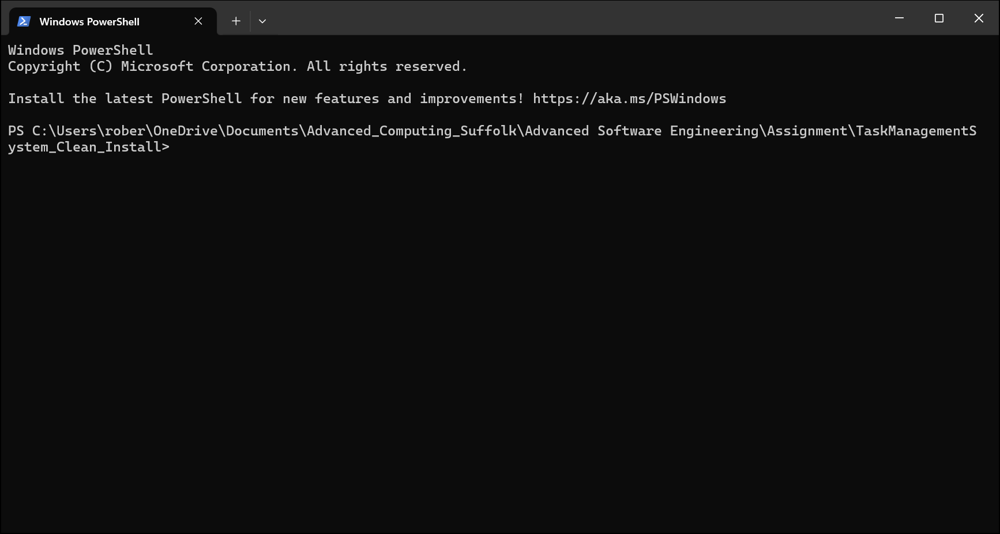 Windows PowerShell
Windows PowerShell
Copyright (C) Microsoft Corporation. All rights reserved.
Install the latest PowerShell for new features and improvements! https://aka.ms/PSWindows
PS C:\Users\rober\OneDrive\Documents\Advanced_Computing_Suffolk\Advanced Software Engineering\Assignment\TaskManagementS
ystem_Clean_Install>